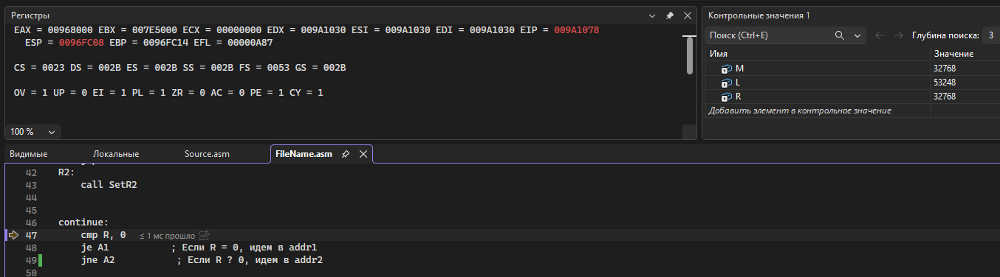 Регистры
EAX = 00968000 EBX = 007E5000 ECX = 00000000 EDX = 009A1030 ESI = 009A1030 EDI = 009A1030 EIP = 009A1078
ESP = 0096FC08 EBP = 0096FC14 EFL = 00000A87
CS = 0023 DS = 002B ES = 002B SS = 002B FS = 0053 GS = 002B
OV = 1 UP = 0 EI = 1 PL = 1 ZR = 0 AC = 0 PE = 1 CY = 1
100 %
Контрольные значения 1
Поиск (Ctrl+E) Глубина поиска: 3
Имя Значение
M 32768
L 53248
R 32768
Добавить элемент в контрольное значение
Видимые Локальные Source.asm FileName.asm
42 R2:
43 call SetR2
44
45
46 continue:
47 cmp R, 0 ≤ 1 мс прошло
48 je A1 ; Если R = 0, идем в addr1
49 jne A2 ; Если R ? 0, идем в addr2
50